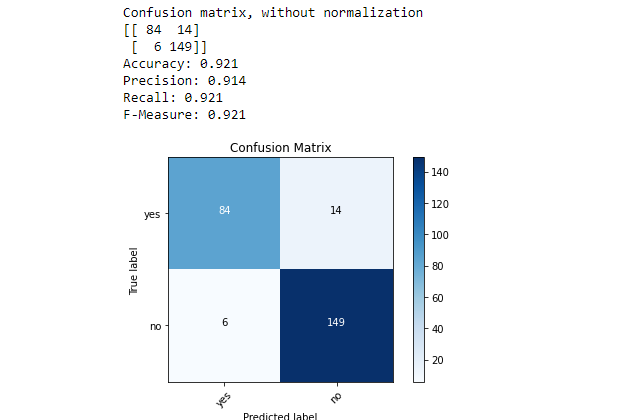 Confusion matrix, without normalization
[[ 84  14]
 [  6 149]]
Accuracy: 0.921
Precision: 0.914
Recall: 0.921
F-Measure: 0.921
Confusion Matrix
140
120
100
80
60
40
20
yes
84
14
True label
no
6
149
yes
no
Predicted label